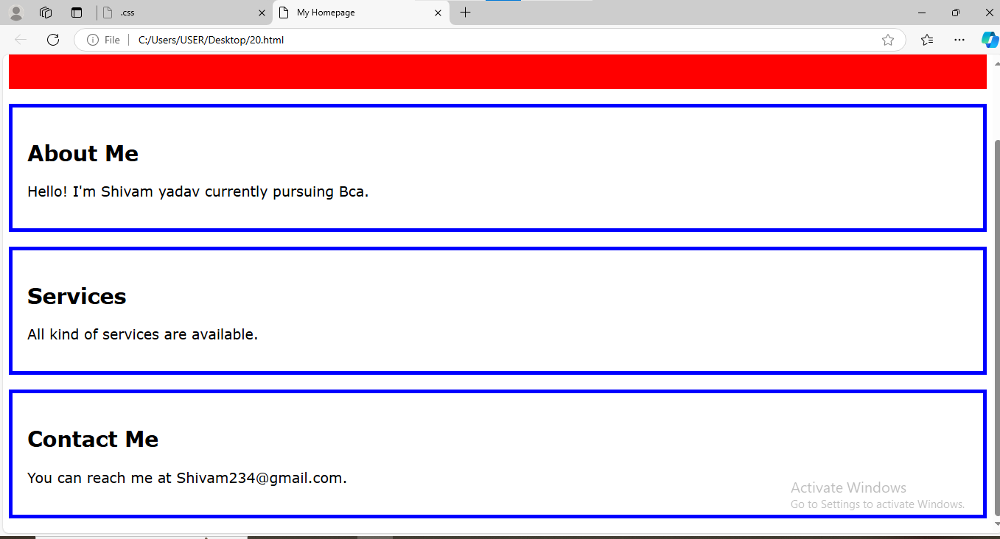 .css
My Homepage
File
C:/Users/USER/Desktop/20.html
About Me
Hello! I'm Shivam yadav currently pursuing Bca.
Services
All kind of services are available.
Contact Me
You can reach me at Shivam234@gmail.com.
Activate Windows
Go to Settings to activate Windows.